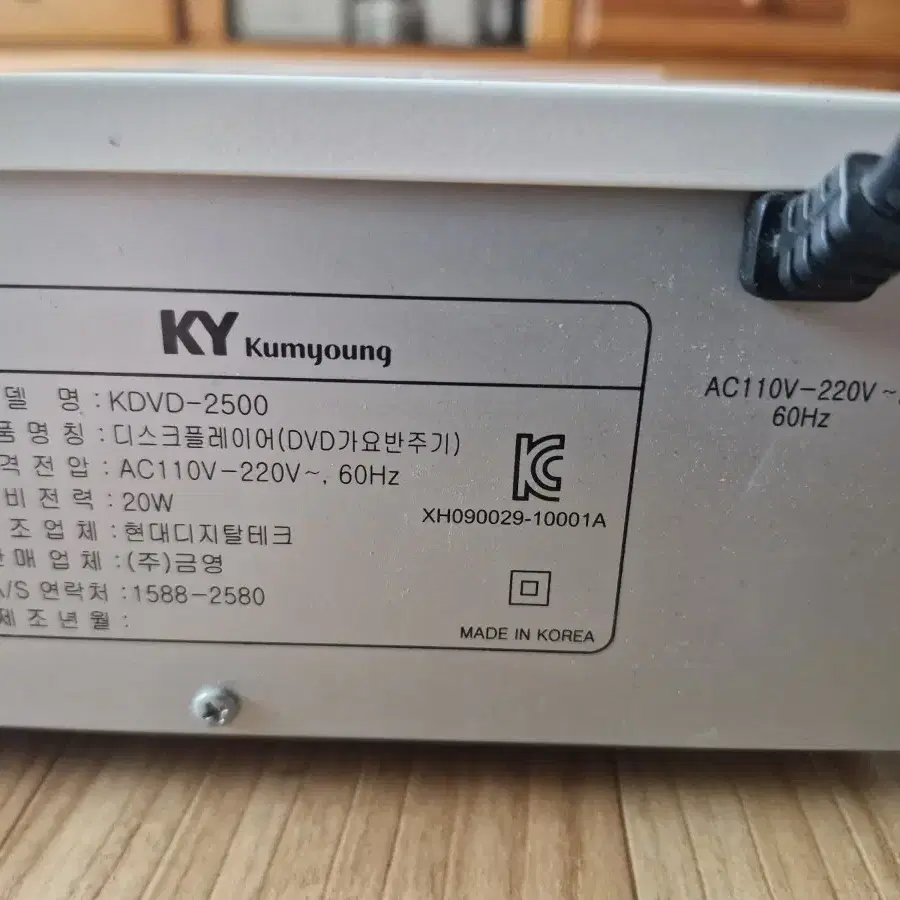 KY Kumyoung
델 명 : KDVD-2500
품명칭 : 디스크플레이어(DVD가요반주기)
격전압 : AC110V-220V~, 60Hz
비전력 : 20W
조업체 : 현대디지탈테크
매업체 : (주)금영
A/S 연락처 : 1588-2580
제조년월 :
XH090029-10001A
MADE IN KOREA
AC110V-220V~,
60Hz